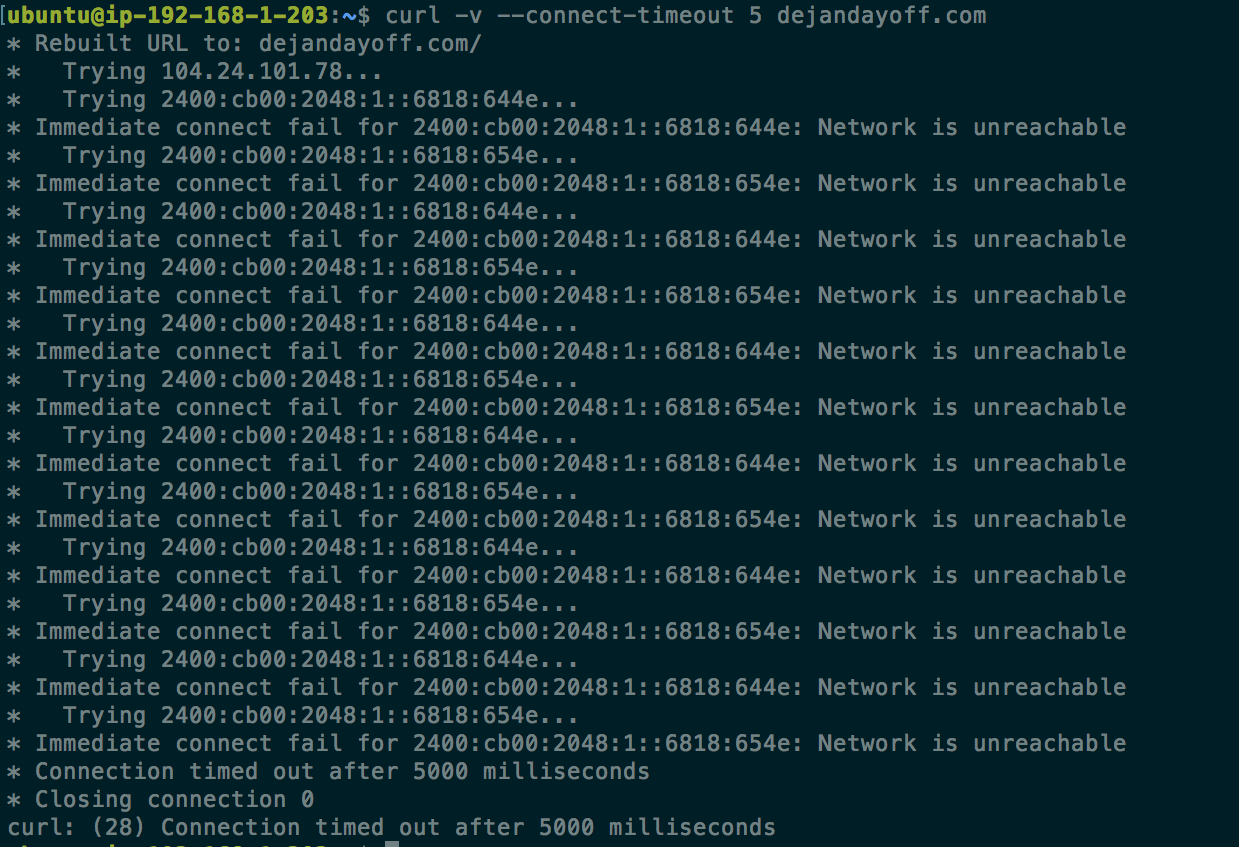 [ubuntu@ip-192-168-1-203:~$ curl -v --connect-timeout 5 dejandayoff.com
* Rebuilt URL to: dejandayoff.com/
*   Trying 104.24.101.78...
*   Trying 2400:cb00:2048:1::6818:644e...
* Immediate connect fail for 2400:cb00:2048:1::6818:644e: Network is unreachable
*   Trying 2400:cb00:2048:1::6818:654e...
* Immediate connect fail for 2400:cb00:2048:1::6818:654e: Network is unreachable
*   Trying 2400:cb00:2048:1::6818:644e...
* Immediate connect fail for 2400:cb00:2048:1::6818:644e: Network is unreachable
*   Trying 2400:cb00:2048:1::6818:654e...
* Immediate connect fail for 2400:cb00:2048:1::6818:654e: Network is unreachable
*   Trying 2400:cb00:2048:1::6818:644e...
* Immediate connect fail for 2400:cb00:2048:1::6818:644e: Network is unreachable
*   Trying 2400:cb00:2048:1::6818:654e...
* Immediate connect fail for 2400:cb00:2048:1::6818:654e: Network is unreachable
*   Trying 2400:cb00:2048:1::6818:644e...
* Immediate connect fail for 2400:cb00:2048:1::6818:644e: Network is unreachable
*   Trying 2400:cb00:2048:1::6818:654e...
* Immediate connect fail for 2400:cb00:2048:1::6818:654e: Network is unreachable
*   Trying 2400:cb00:2048:1::6818:644e...
* Immediate connect fail for 2400:cb00:2048:1::6818:644e: Network is unreachable
*   Trying 2400:cb00:2048:1::6818:654e...
* Immediate connect fail for 2400:cb00:2048:1::6818:654e: Network is unreachable
*   Trying 2400:cb00:2048:1::6818:644e...
* Immediate connect fail for 2400:cb00:2048:1::6818:644e: Network is unreachable
*   Trying 2400:cb00:2048:1::6818:654e...
* Immediate connect fail for 2400:cb00:2048:1::6818:654e: Network is unreachable
* Connection timed out after 5000 milliseconds
* Closing connection 0
curl: (28) Connection timed out after 5000 milliseconds